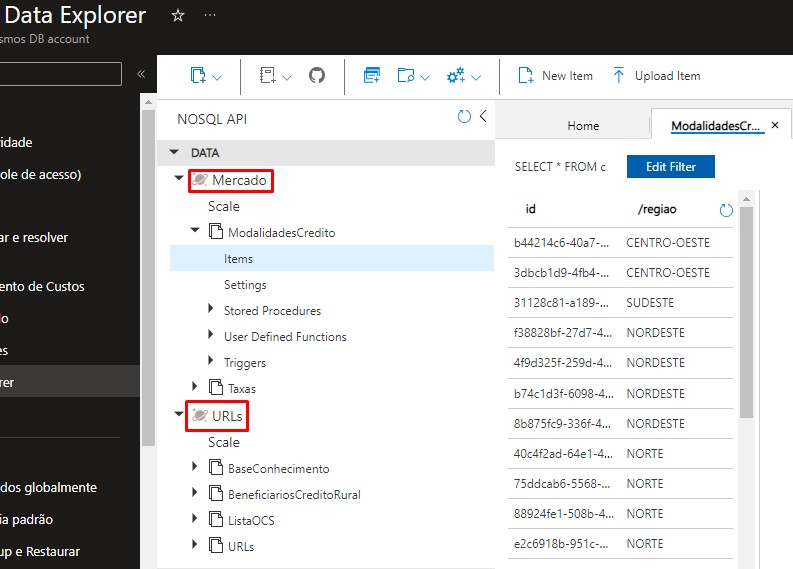 Data Explorer
smos DB account
ridade
ole de acesso)
ar e resolver
ento de Custos
lo
es
rer
dos globalmente
ia padrão
up e Restaurar
New Item
Upload Item
NOSQL API
DATA
Mercado
Scale
ModalidadesCredito
Items
Settings
Stored Procedures
User Defined Functions
Triggers
Taxas
URLs
Scale
BaseConhecimento
BeneficiariosCreditoRural
ListaOCS
URLs
Home
ModalidadesCr...
SELECT * FROM c
Edit Filter
id /regiao
b44214c6-40a7-... CENTRO-OESTE
3dbcb1d9-4fb4-... CENTRO-OESTE
31128c81-a189-... SUDESTE
f38828bf-27d7-4... NORDESTE
4f9d325f-259d-4... NORDESTE
b74c1d3f-6098-4... NORDESTE
8b875fc9-336f-4... NORDESTE
40c4f2ad-64e1-4... NORTE
75ddcab6-5568-... NORTE
88924fe1-508b-4... NORTE
e2c6918b-951c-... NORTE